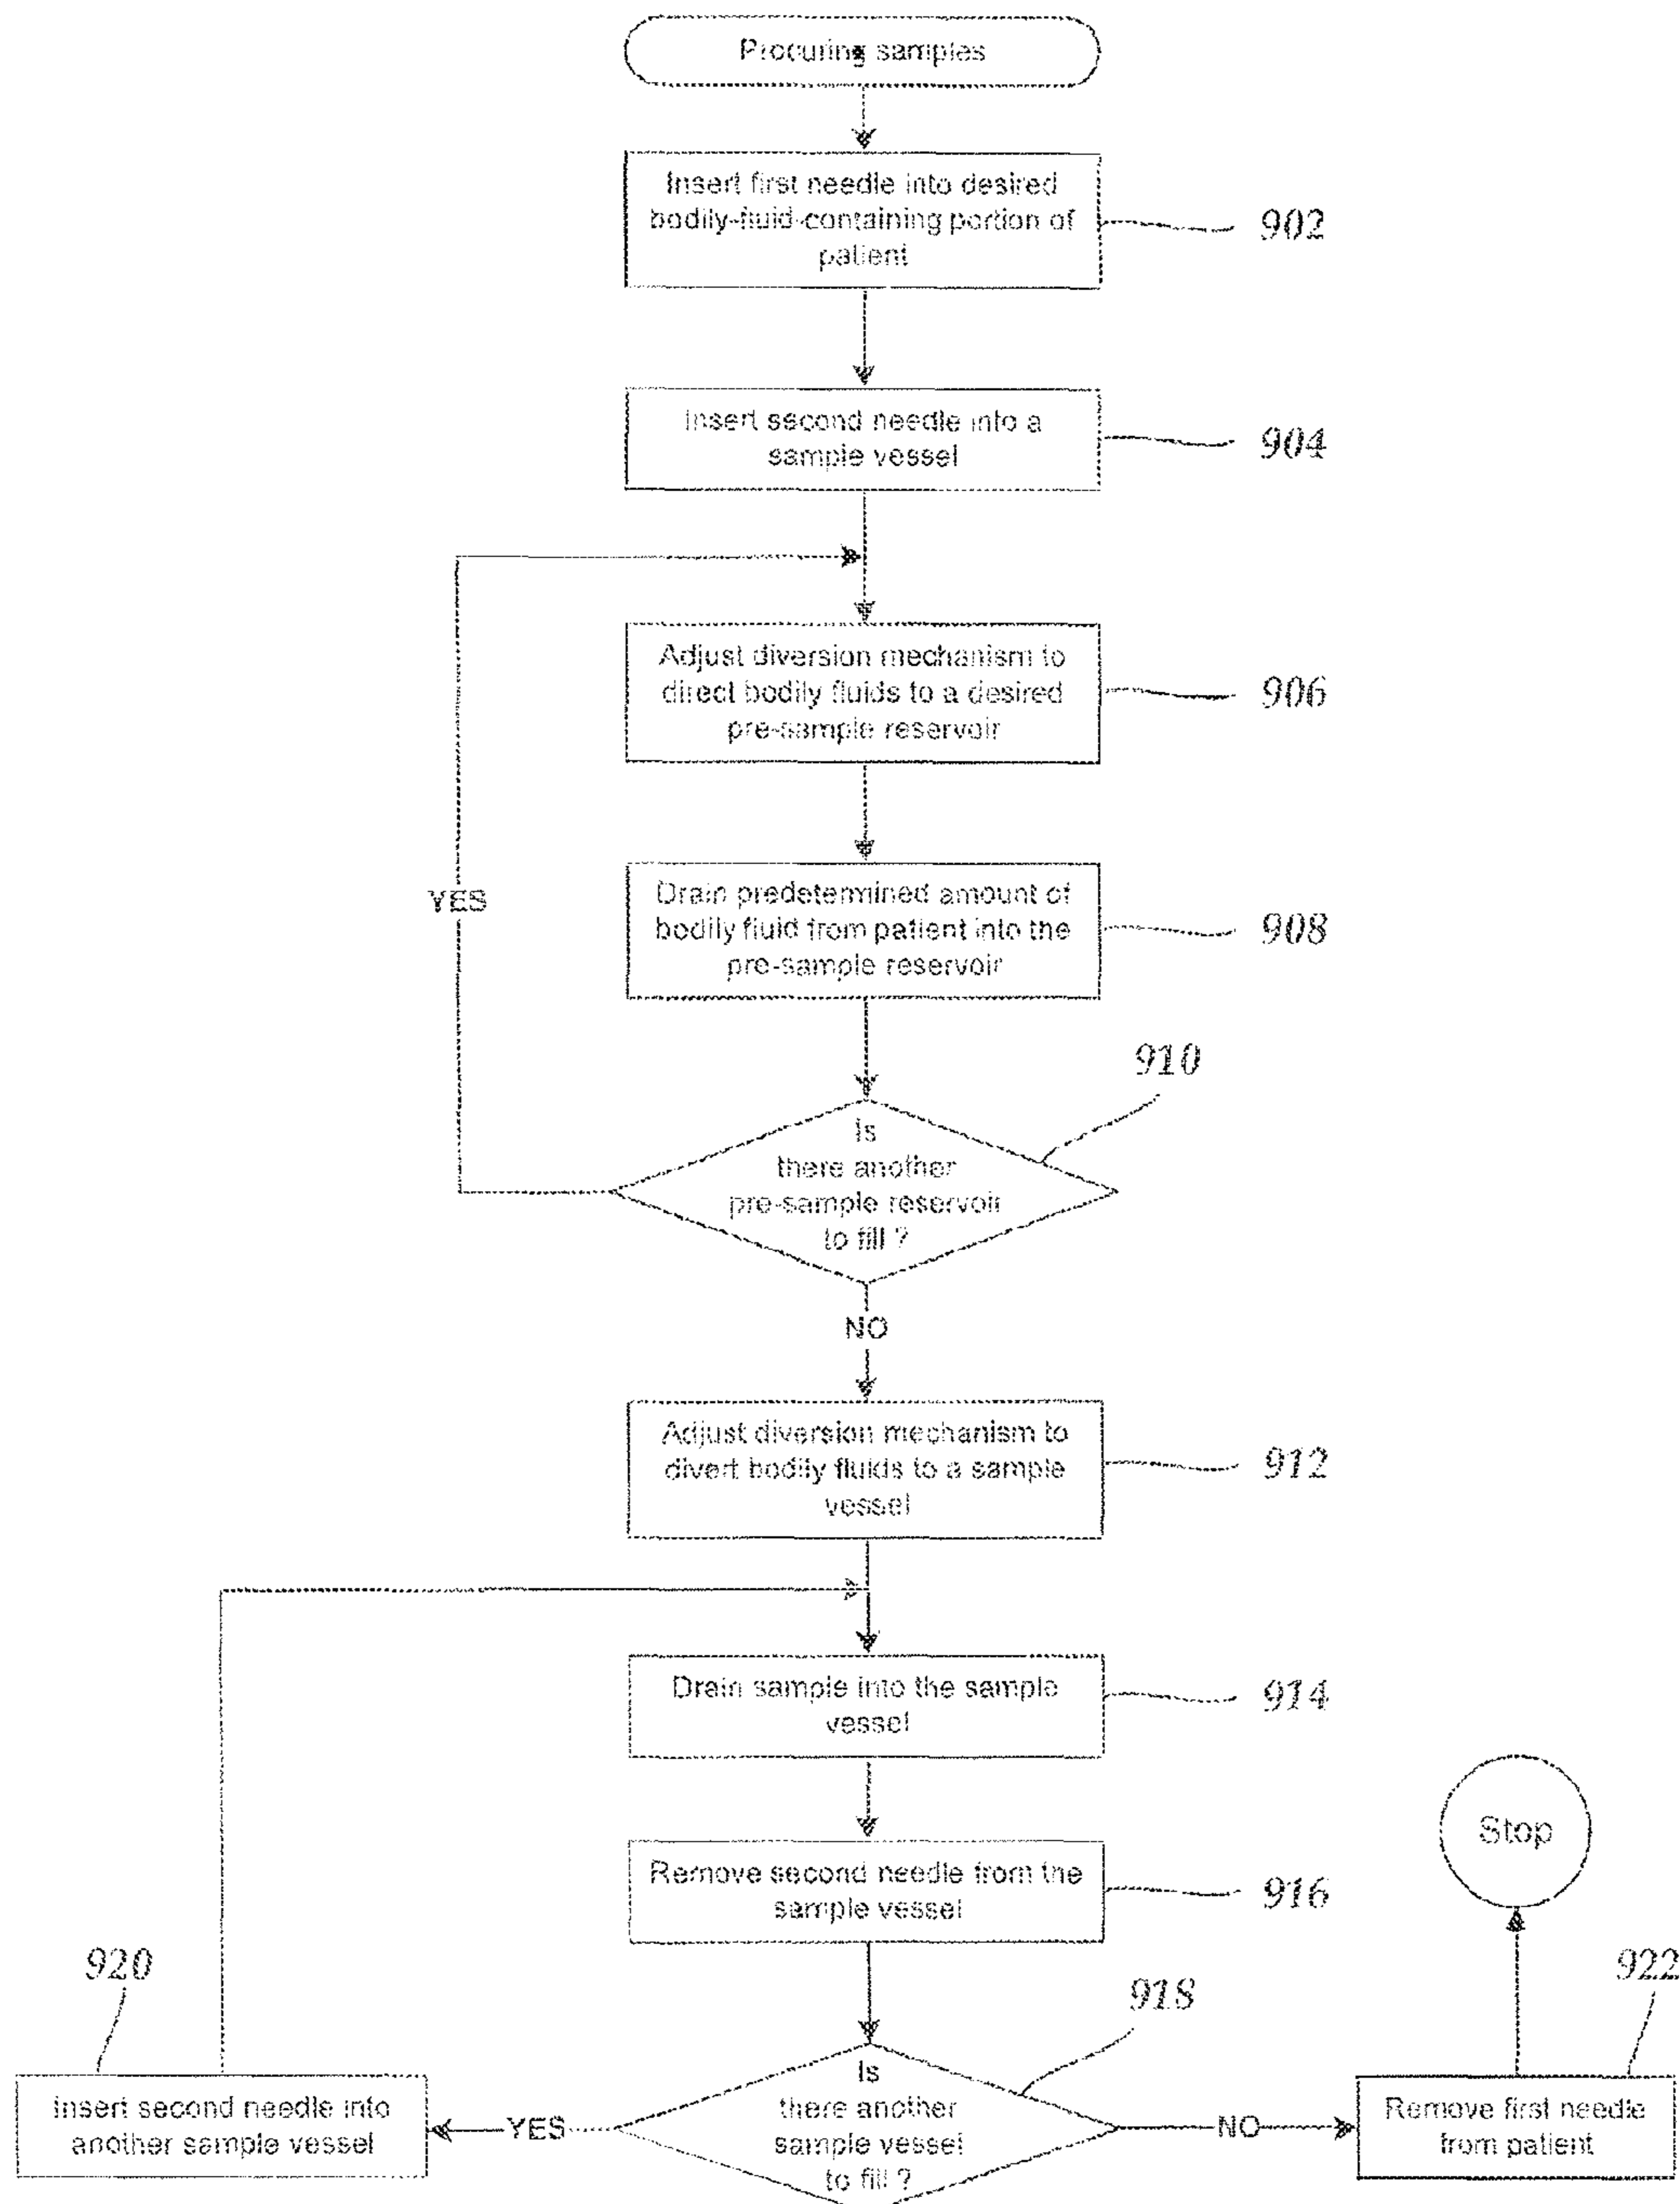 Procuring samples
Insert first needle into desired
bodily-fluid-containing portion of
patient
902
Insert second needle into a
sample vessel
904
Adjust diversion mechanism to
direct bodily fluids to a desired
pre-sample reservoir
906
YES
Drain predetermined amount of
bodily fluid from patient into the
pre-sample reservoir
908
910
Is
there another
pre-sample reservoir
to fill ?
NO
Adjust diversion mechanism to
divert bodily fluids to a sample
vessel
912
Drain sample into the sample
vessel
914
Stop
Remove second needle from the
sample vessel
916
920
918
922
Insert second needle into
another sample vessel
YES
Is
there another
sample vessel
to fill ?
NO
Remove first needle
from patient